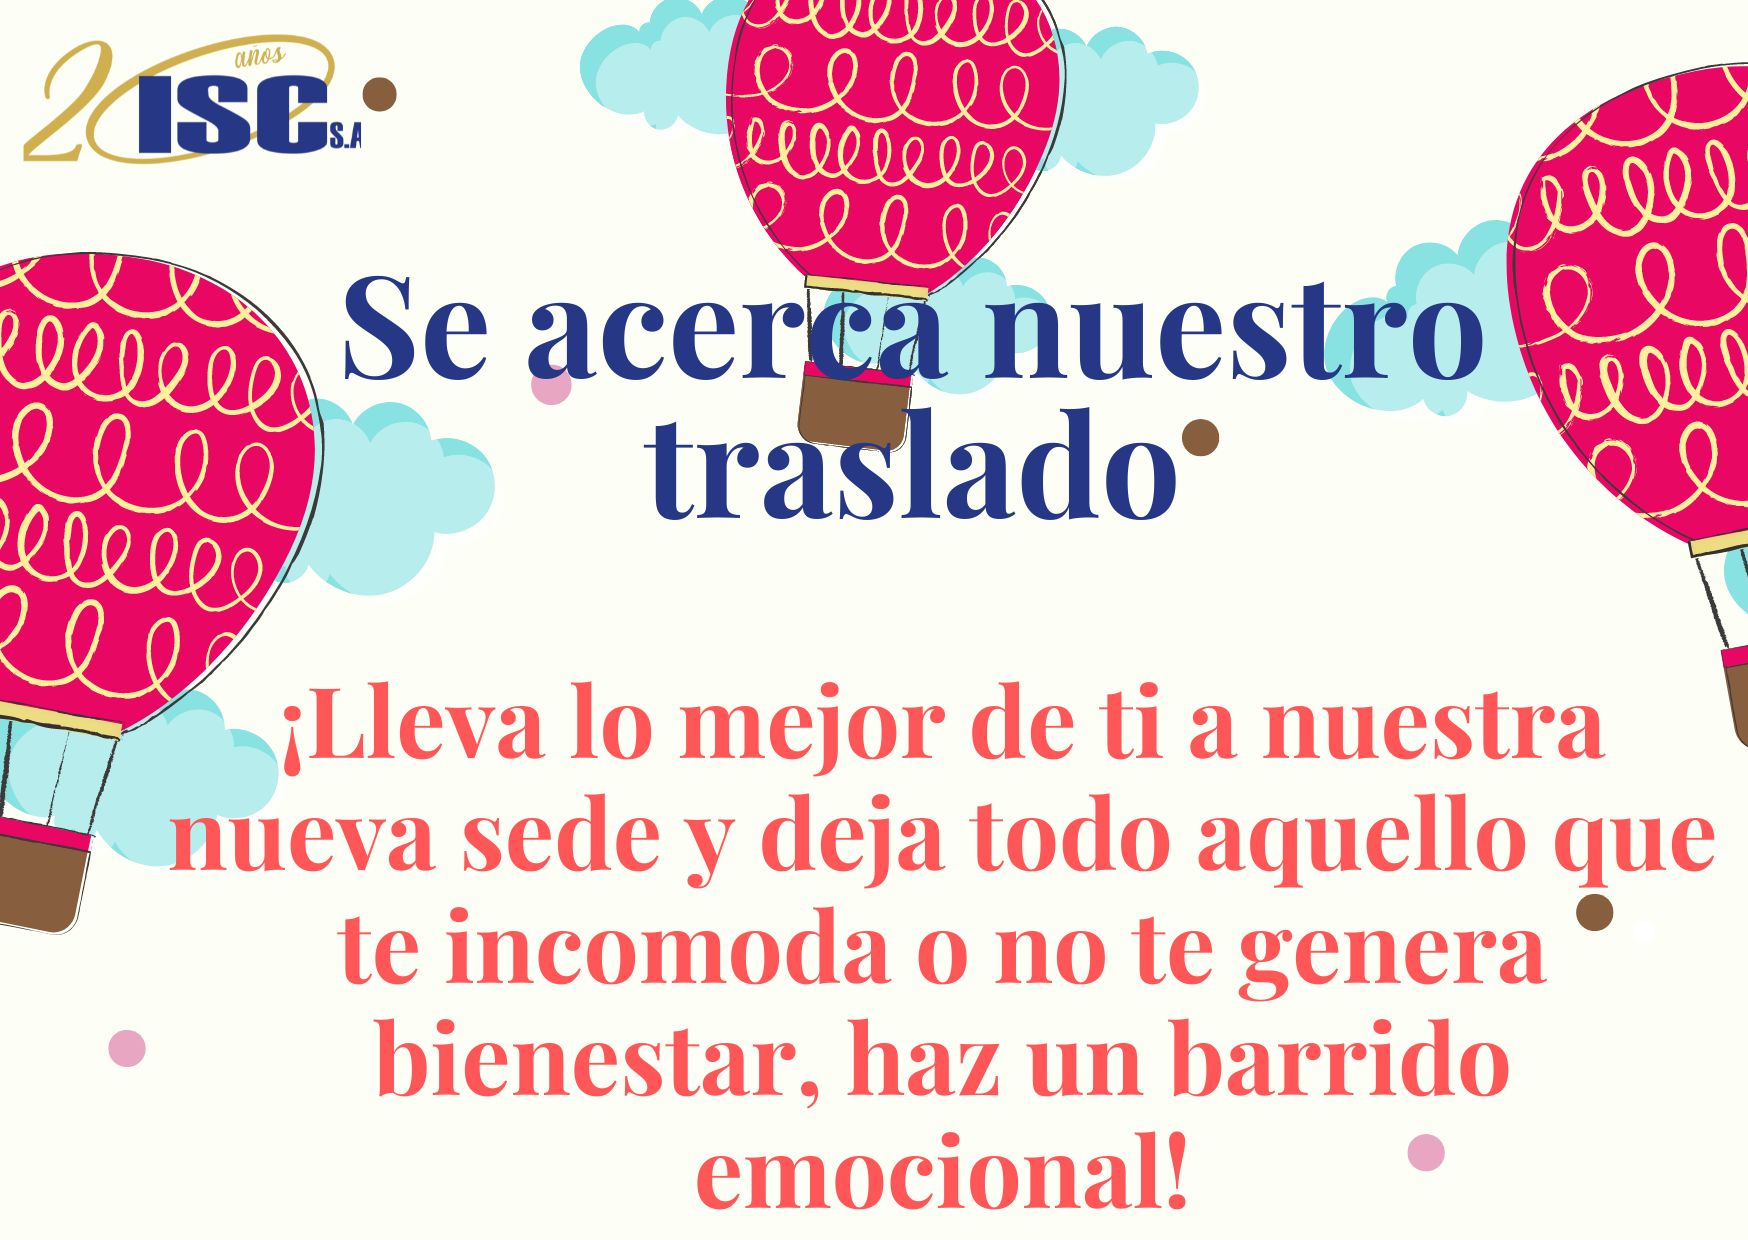 20 años
ISC S.A
Se acerca nuestro
traslado
¡Lleva lo mejor de ti a nuestra
nueva sede y deja todo aquello que
te incomoda o no te genera
bienestar, haz un barrido
emocional!